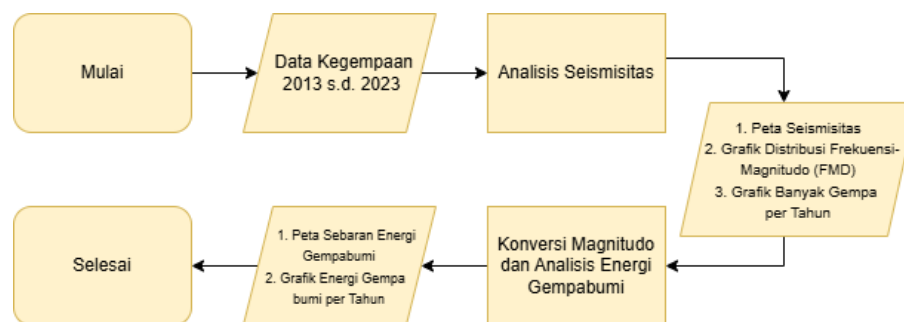 Mulai
Data Kegempaan
2013 s.d. 2023
Analisis Seismisitas
1. Peta Seismisitas
2. Grafik Distribusi Frekuensi-
Magnitudo (FMD)
3. Grafik Banyak Gempa
per Tahun
Konversi Magnitudo
dan Analisis Energi
Gempabumi
1. Peta Sebaran Energi
Gempabumi
2. Grafik Energi Gempa
bumi per Tahun
Selesai